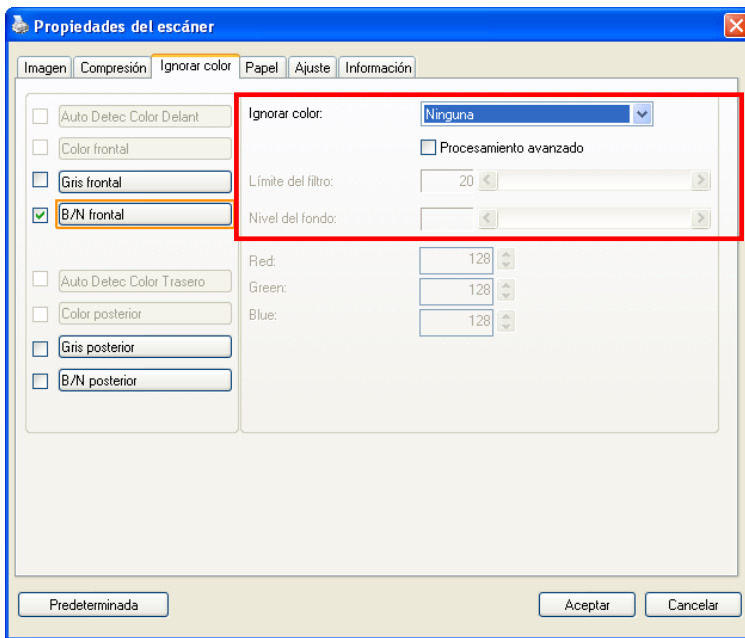 Propiedades del escáner
Imagen Compresión Ignorar color Papel Ajuste Información
Auto Detec Color Delant
Color frontal
Gris frontal
B/N frontal
Auto Detec Color Trasero
Color posterior
Gris posterior
B/N posterior
Ignorar color: Ninguna
Procesamiento avanzado
Límite del filtro: 20
Nivel del fondo:
Red: 128
Green: 128
Blue: 128
Predeterminada Aceptar Cancelar